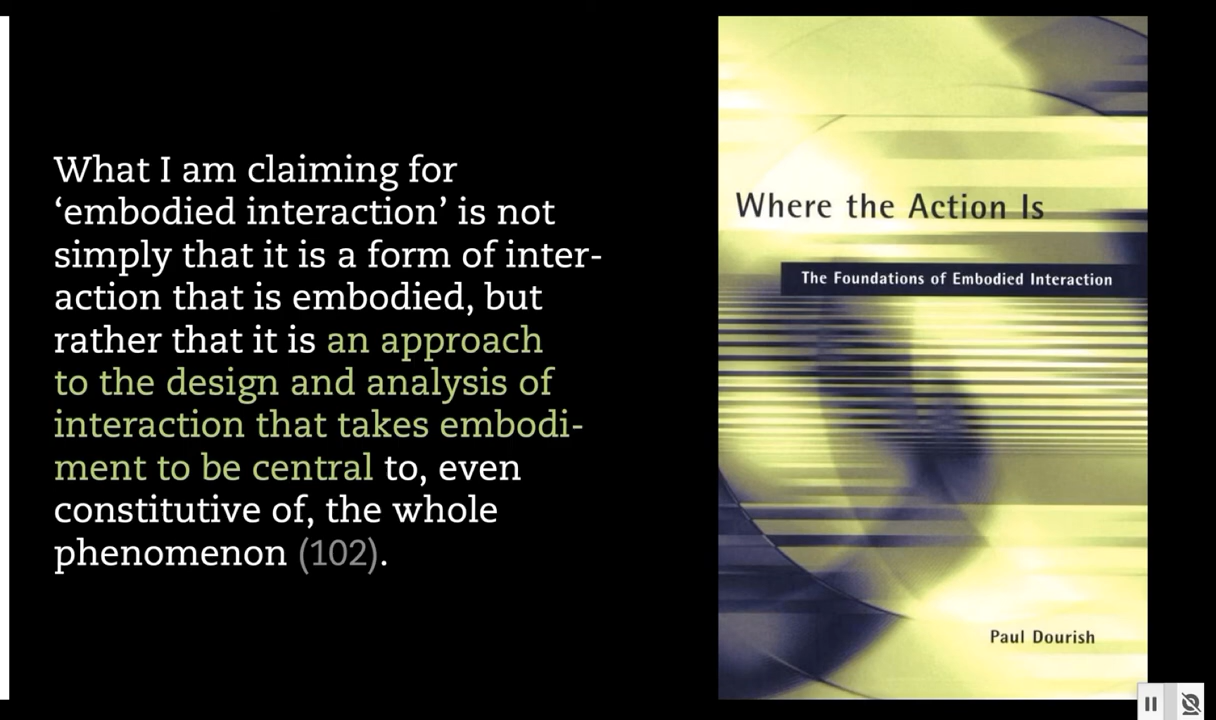 What I am claiming for
‘embodied interaction’ is not
simply that it is a form of inter-
action that is embodied, but
rather that it is an approach
to the design and analysis of
interaction that takes embodi-
ment to be central to, even
constitutive of, the whole
phenomenon (102).
Where the Action Is
The Foundations of Embodied Interaction
Paul Dourish